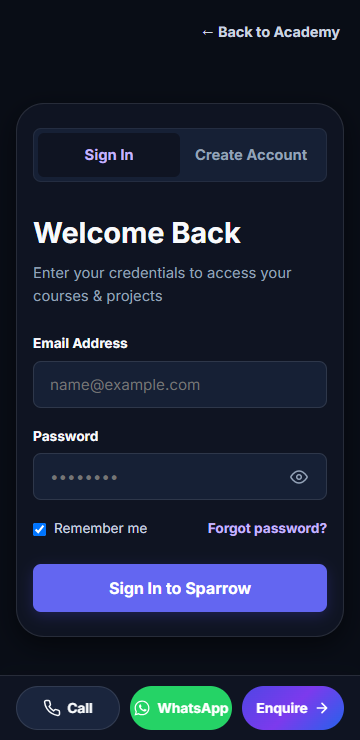 ← Back to Academy
Sign In
Create Account
Welcome Back
Enter your credentials to access your
courses & projects
Email Address
name@example.com
Password
••••••••
Remember me
Forgot password?
Sign In to Sparrow
Call
WhatsApp
Enquire →